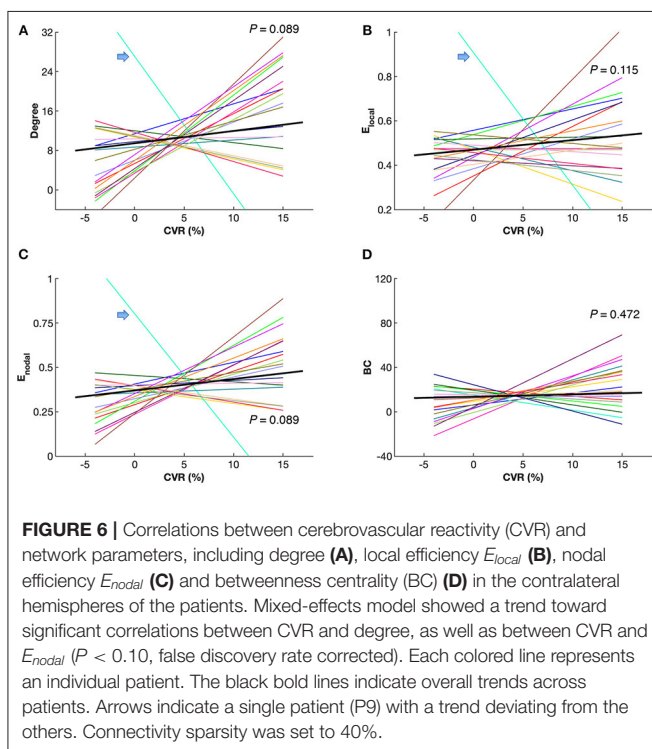 A
P = 0.089
32
24
16
8
0
Degree
-5 0 5 10 15
CVR (%)
B
P = 0.115
1
0.8
0.6
0.4
0.2
E_local
-5 0 5 10 15
CVR (%)
C
1
0.75
0.5
0.25
0
E_nodal
P = 0.089
-5 0 5 10 15
CVR (%)
D
P = 0.472
120
80
40
0
-40
BC
-5 0 5 10 15
CVR (%)
FIGURE 6 | Correlations between cerebrovascular reactivity (CVR) and
network parameters, including degree (A), local efficiency E_local (B), nodal
efficiency E_nodal (C) and betweenness centrality (BC) (D) in the contralateral
hemispheres of the patients. Mixed-effects model showed a trend toward
significant correlations between CVR and degree, as well as between CVR and
E_nodal (P < 0.10, false discovery rate corrected). Each colored line represents
an individual patient. The black bold lines indicate overall trends across
patients. Arrows indicate a single patient (P9) with a trend deviating from the
others. Connectivity sparsity was set to 40%.